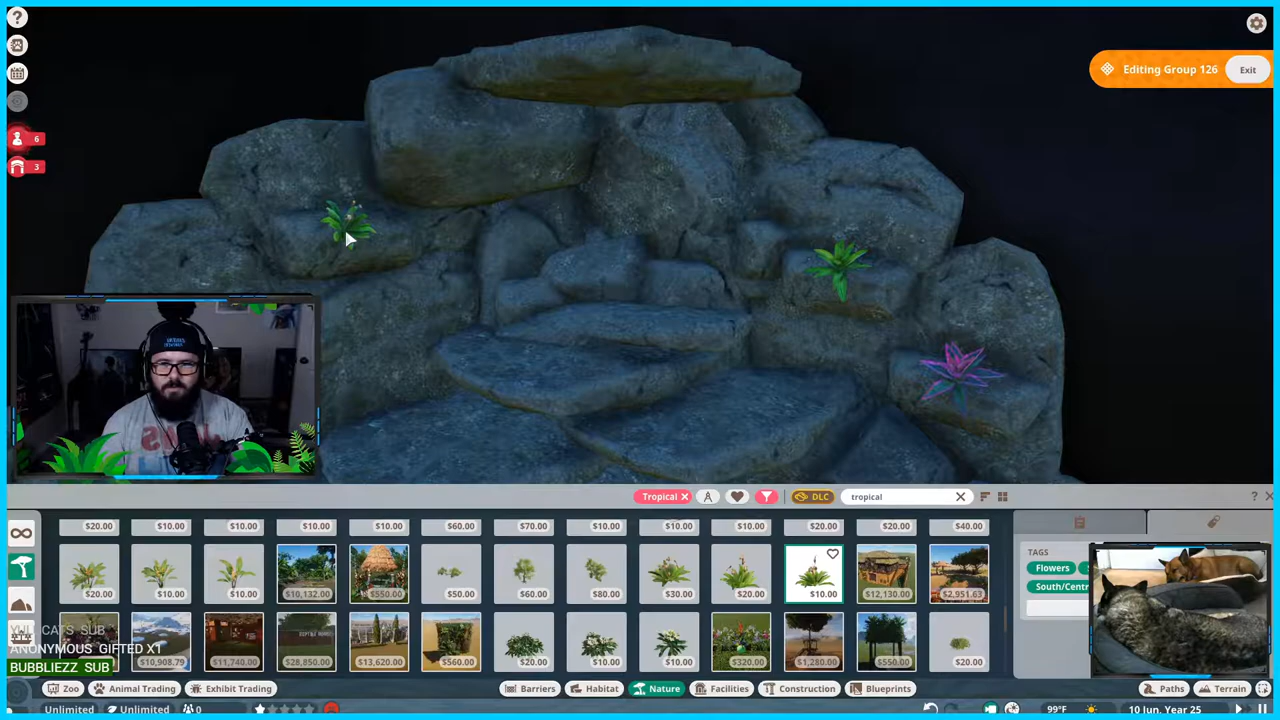 Editing Group 126 Exit
6
3
Tropical DLC tropical
$20.00 $10.00 $10.00 $10.00 $10.00 $60.00 $70.00 $10.00 $10.00 $10.00 $20.00 $20.00 $40.00
$20.00 $10.00 $10.00 $10,132.00 $550.00 $50.00 $60.00 $80.00 $30.00 $20.00 $10.00 $12,130.00 $2,951.63
$10,908.79 $11,740.00 $28,850.00 $13,620.00 $560.00 $20.00 $10.00 $10.00 $320.00 $1,280.00 $550.00 $20.00
TAGS
Flowers
South/Centr
CATS SUB
ANONYMOUS GIFTED X1
BUBBLIEZZ SUB
Zoo Animal Trading Exhibit Trading Barriers Habitat Nature Facilities Construction Blueprints Paths Terrain
Unlimited Unlimited 0 99°F 10 Jun, Year 25